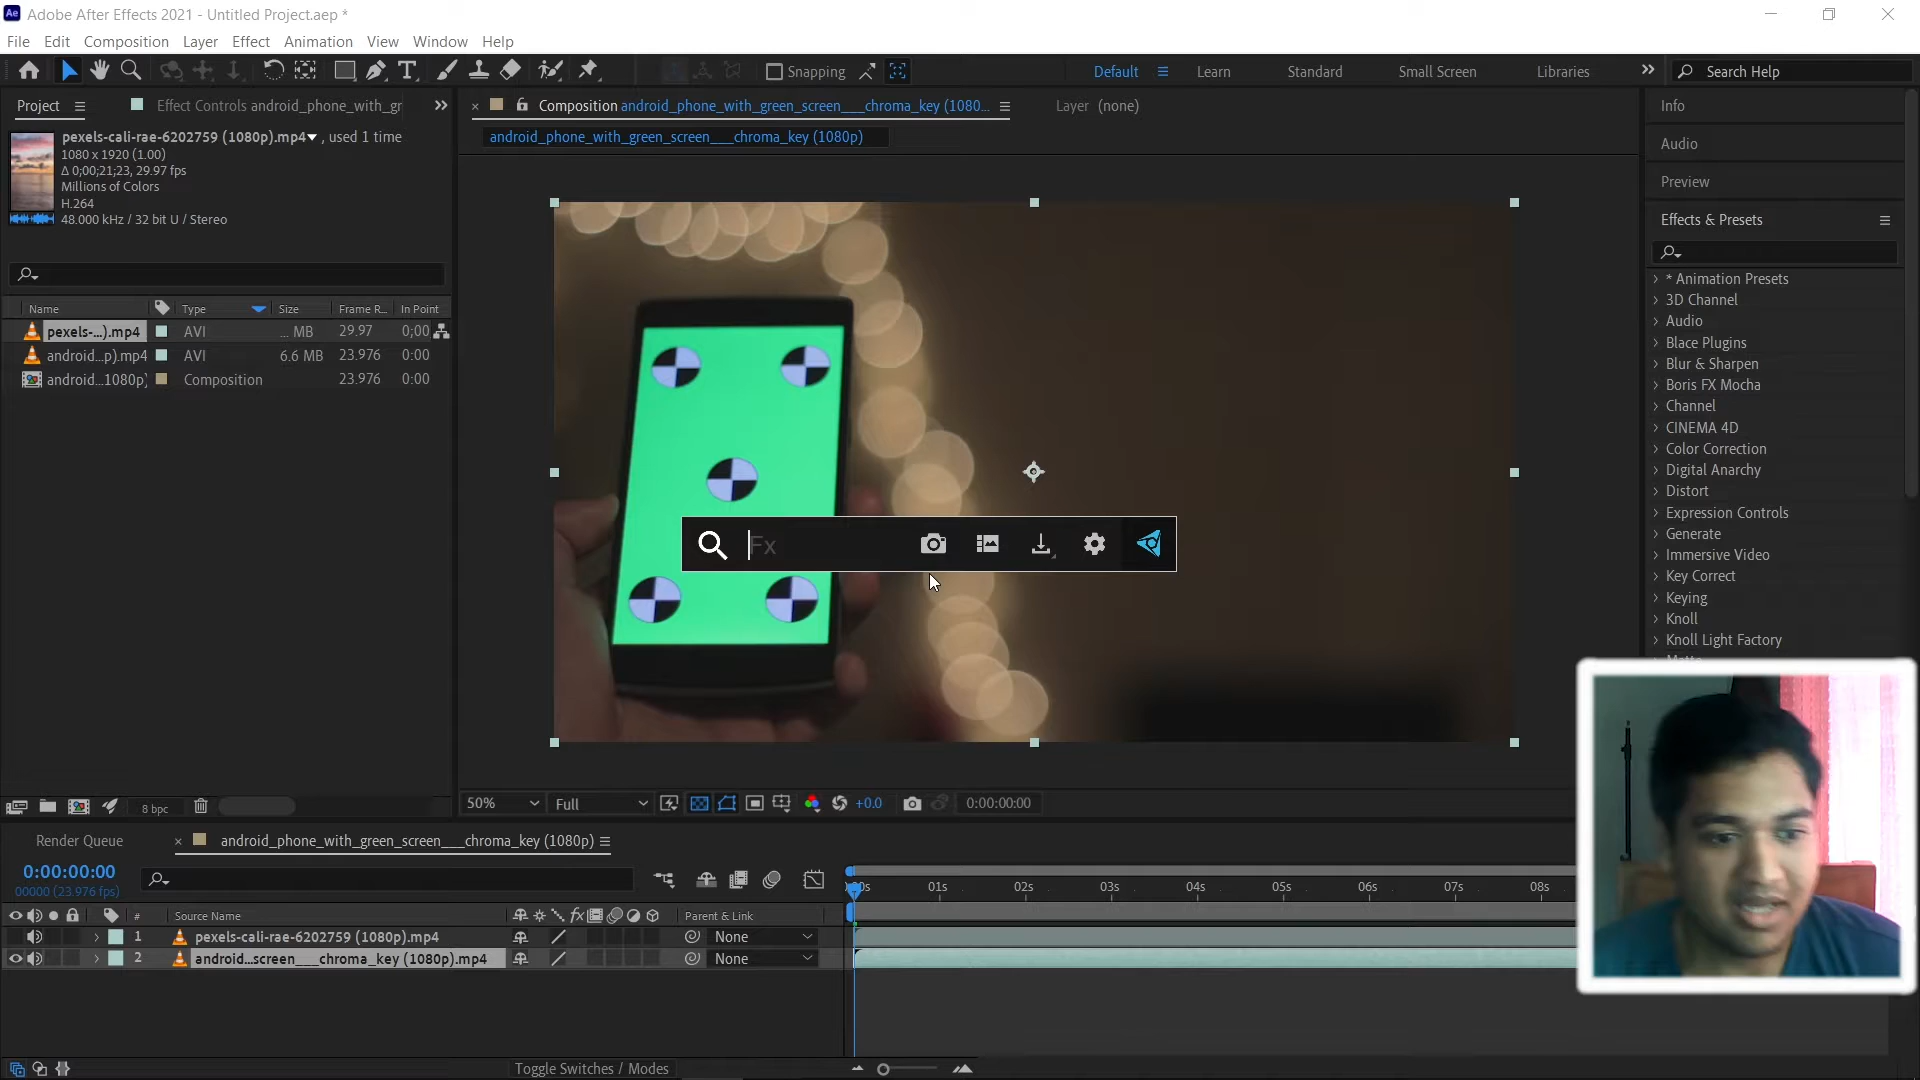 Ae Adobe After Effects 2021 - Untitled Project.aep *
File Edit Composition Layer Effect Animation View Window Help
Snapping
Default Learn Standard Small Screen Libraries
Search Help
Project
Effect Controls android_phone_with_gr
pexels-cali-rae-6202759 (1080p).mp4 , used 1 time
1080 x 1920 (1.00)
Δ 0;00;21;23, 29.97 fps
Millions of Colors
H.264
48.000 kHz / 32 bit U / Stereo
Name Type Size Frame R... In Point
pexels-...).mp4 AVI ... MB 29.97 0;00
android...p).mp4 AVI 6.6 MB 23.976 0:00
android...1080p) Composition 23.976 0:00
8 bpc
Composition android_phone_with_green_screen___chroma_key (1080...
Layer (none)
android_phone_with_green_screen___chroma_key (1080p)
Fx
50% Full +0.0 0:00:00:00
Info
Audio
Preview
Effects & Presets
* Animation Presets
3D Channel
Audio
Blace Plugins
Blur & Sharpen
Boris FX Mocha
Channel
CINEMA 4D
Color Correction
Digital Anarchy
Distort
Expression Controls
Generate
Immersive Video
Key Correct
Keying
Knoll
Knoll Light Factory
Render Queue
android_phone_with_green_screen___chroma_key (1080p)
0:00:00:00
00000 (23.976 fps)
01s 02s 03s 04s 05s 06s 07s 08s
# Source Name Parent & Link
1 pexels-cali-rae-6202759 (1080p).mp4 None
2 android...screen___chroma_key (1080p).mp4 None
Toggle Switches / Modes